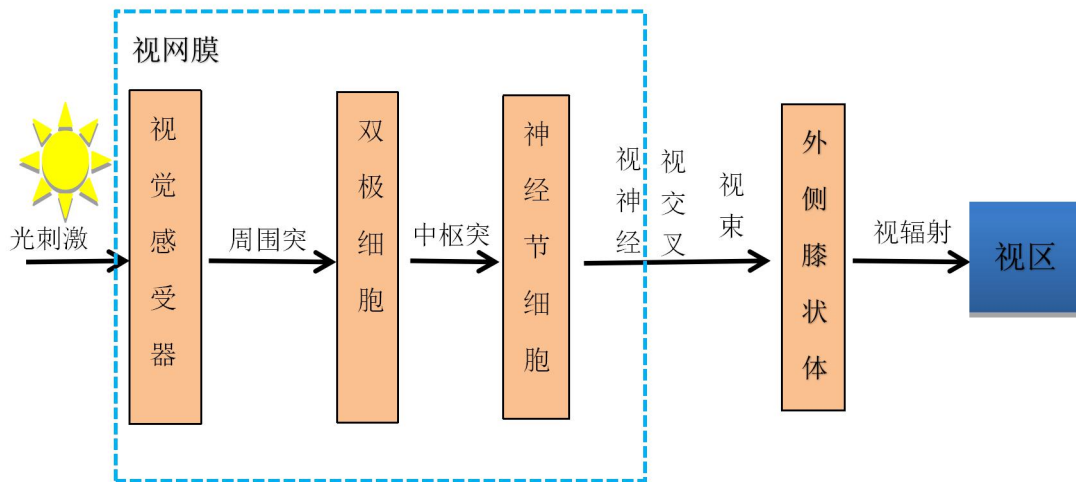 视网膜
光刺激
视觉感受器
周围突
双极细胞
中枢突
神经节细胞
视神经
视交叉
视束
外侧膝状体
视辐射
视区